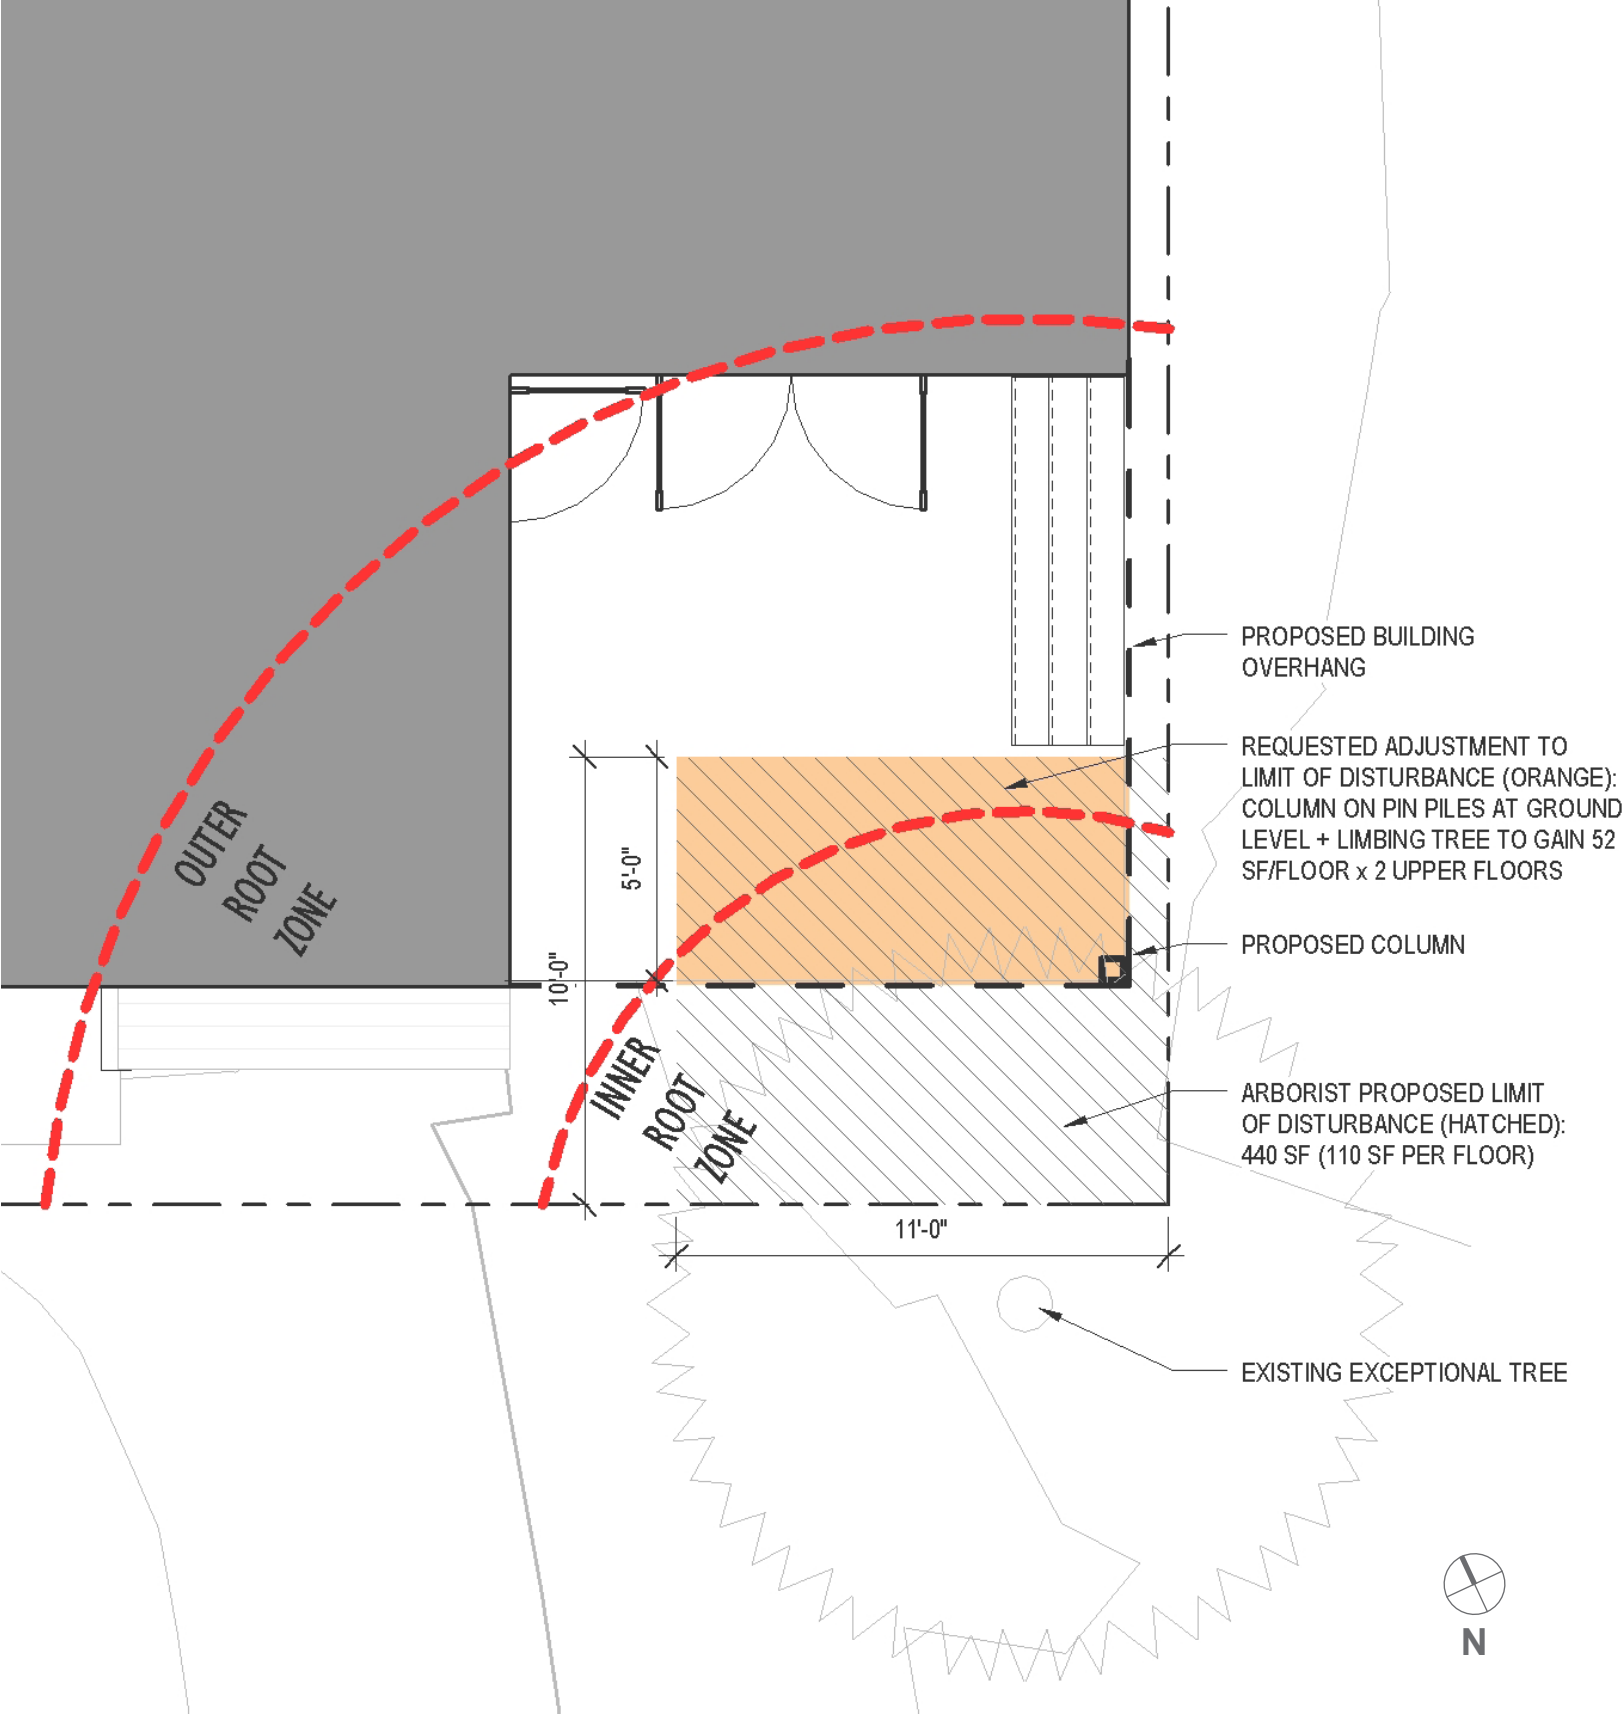 PROPOSED BUILDING
OVERHANG
REQUESTED ADJUSTMENT TO
LIMIT OF DISTURBANCE (ORANGE):
COLUMN ON PIN PILES AT GROUND
LEVEL + LIMBING TREE TO GAIN 52
SF/FLOOR x 2 UPPER FLOORS
OUTER
ROOT
ZONE
5'-0"
PROPOSED COLUMN
10'-0"
INNER
ROOT
ZONE
ARBORIST PROPOSED LIMIT
OF DISTURBANCE (HATCHED):
440 SF (110 SF PER FLOOR)
11'-0"
EXISTING EXCEPTIONAL TREE
N